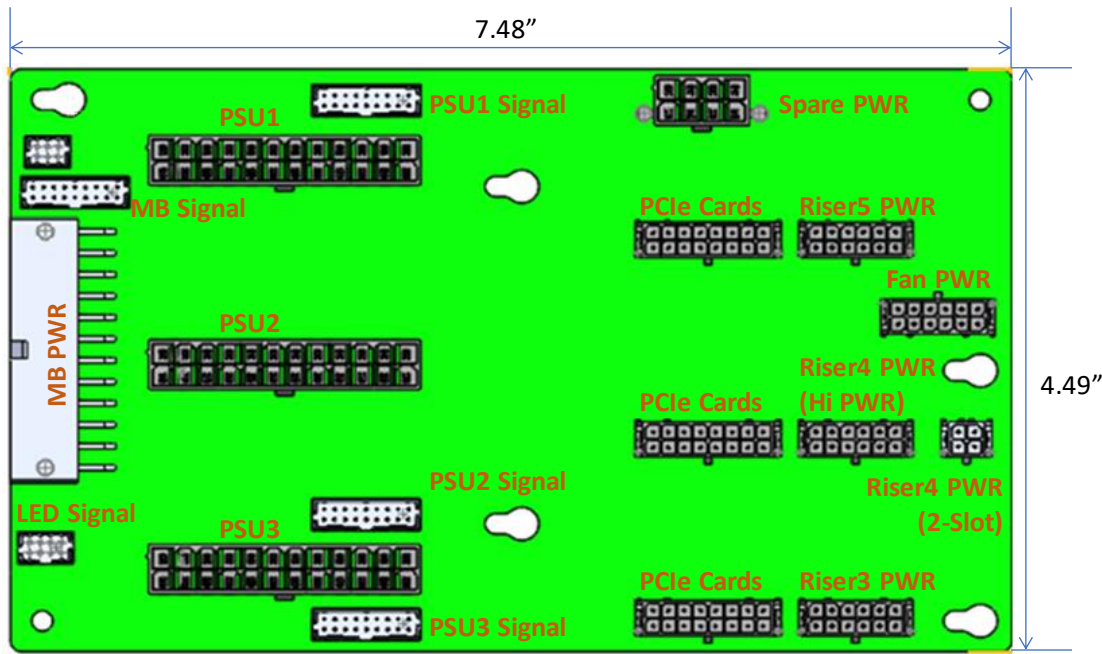 7.48”
PSU1 Signal
Spare PWR
PSU1
MB Signal
PCIe Cards
Riser5 PWR
Fan PWR
MB PWR
PSU2
Riser4 PWR
(Hi PWR)
PCIe Cards
4.49”
PSU2 Signal
Riser4 PWR
(2-Slot)
LED Signal
PSU3
PCIe Cards
Riser3 PWR
PSU3 Signal